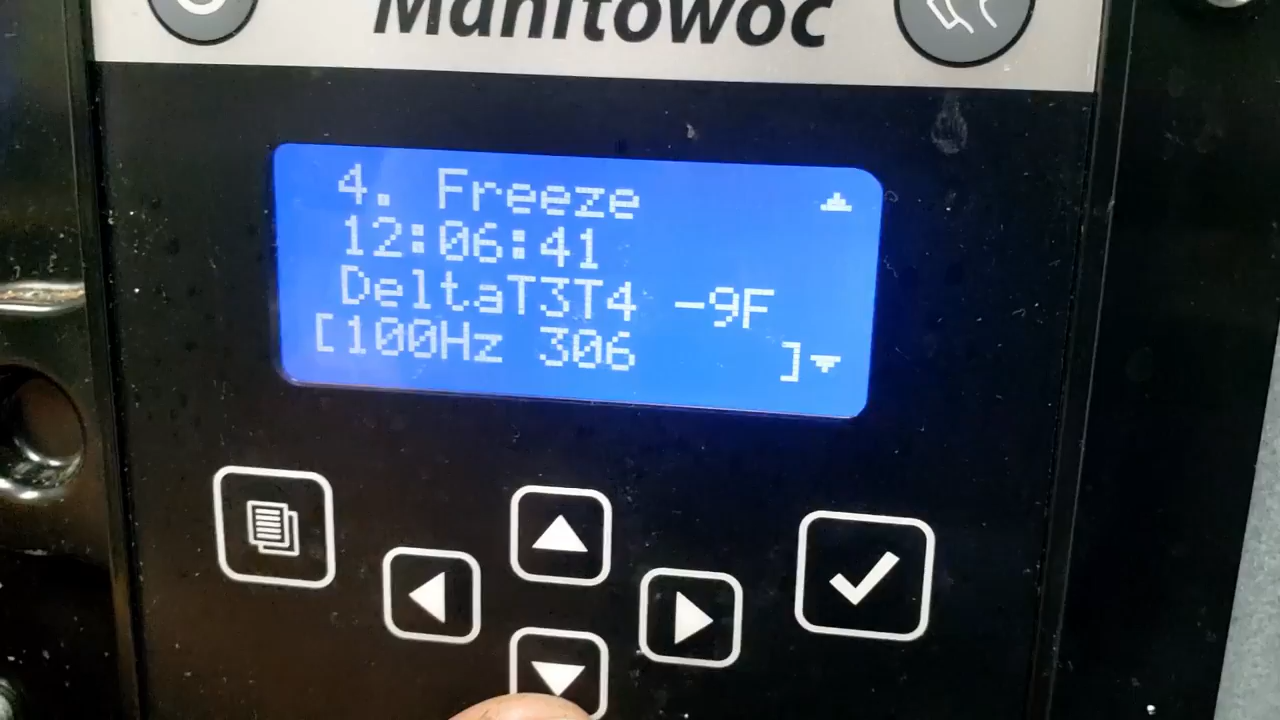 Manitowoc
4. Freeze
12:06:41
DeltaT3T4 -9F
[100Hz 306 ]